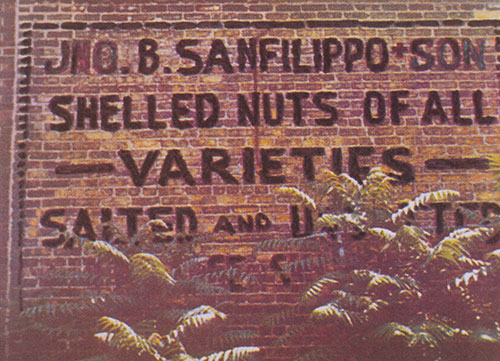 JNO. B. SANFILIPPO + SON
SHELLED NUTS OF ALL
— VARIETIES —
SALTED AND